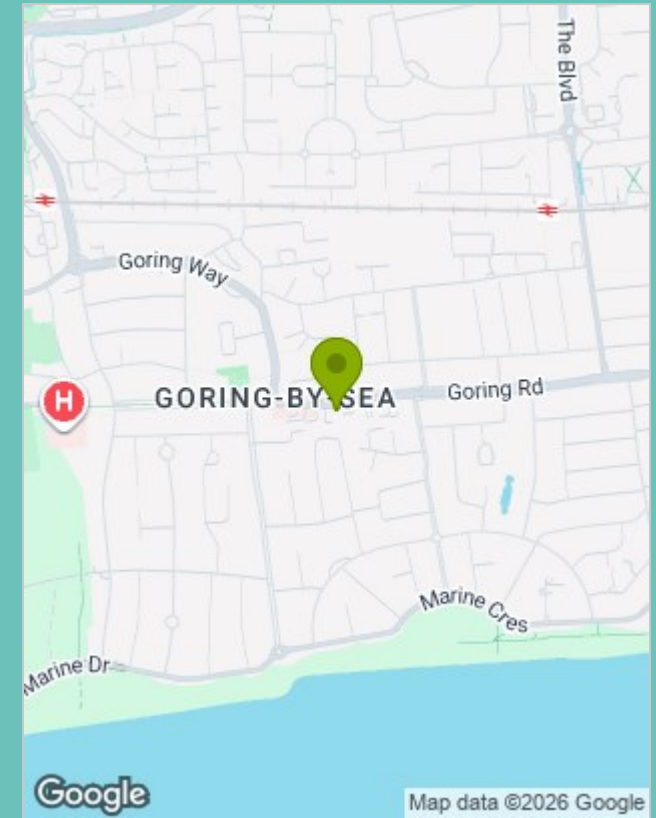 The Blvd
Goring Way
H
GORING-BY-SEA
Goring Rd
Marine Cres
Marine Dr
Google
Map data ©2026 Google